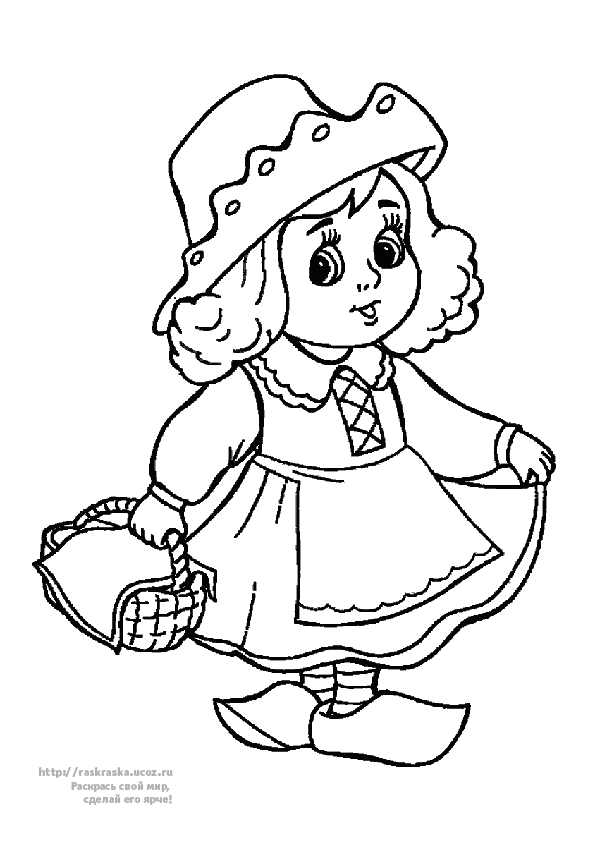 http://raskraska.ucoz.ru
Раскрась свой мир,
сделай его ярче!